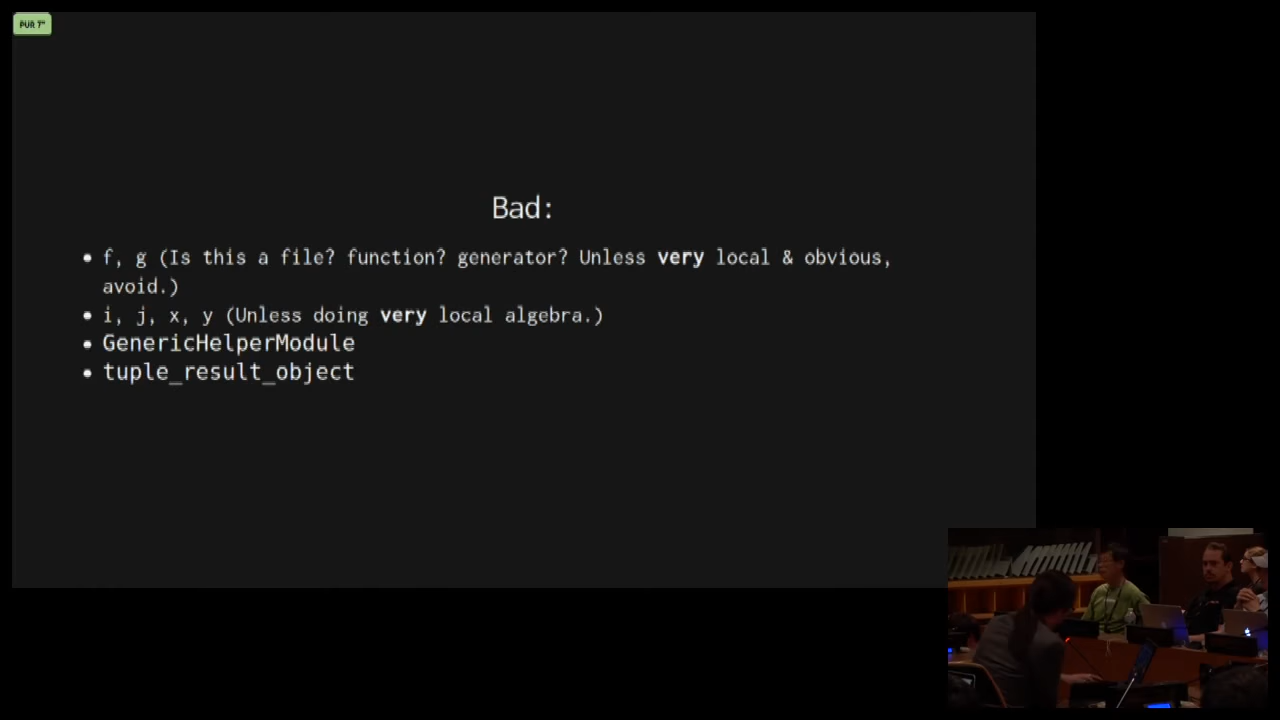 Bad:
f, g (Is this a file? function? generator? Unless very local & obvious,
avoid.)
i, j, x, y (Unless doing very local algebra.)
GenericHelperModule
tuple_result_object